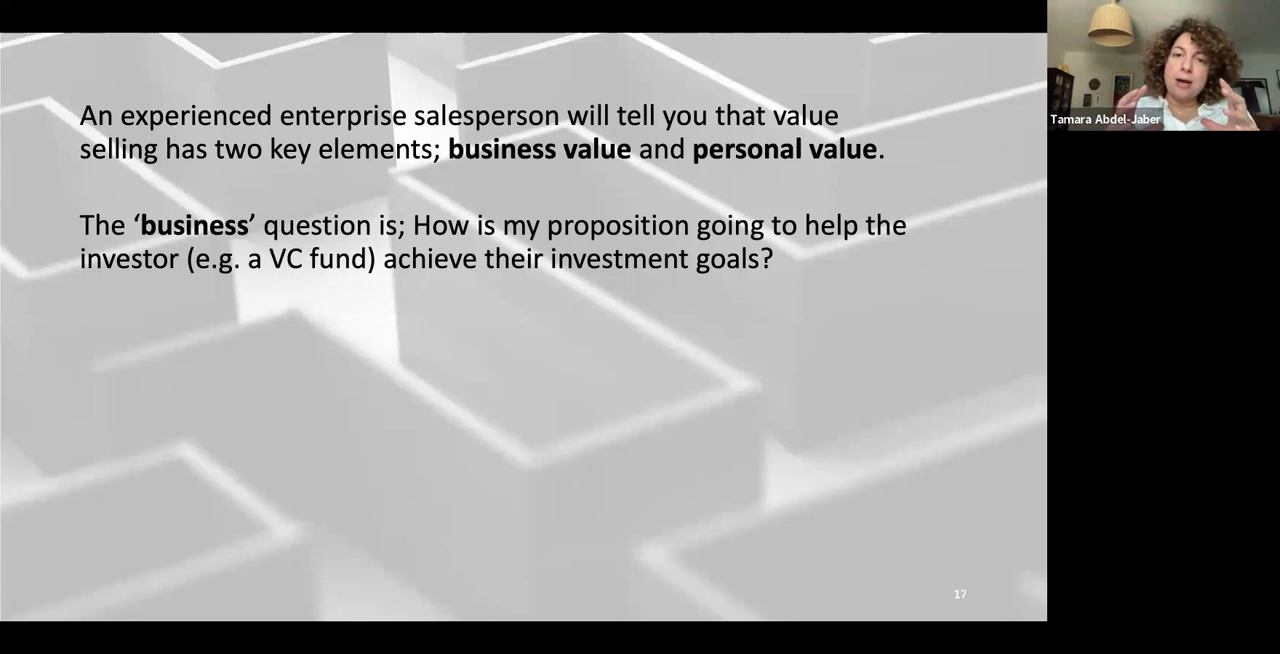 An experienced enterprise salesperson will tell you that value
selling has two key elements; business value and personal value.
The ‘business’ question is; How is my proposition going to help the
investor (e.g. a VC fund) achieve their investment goals?
17
Tamara Abdel-Jaber